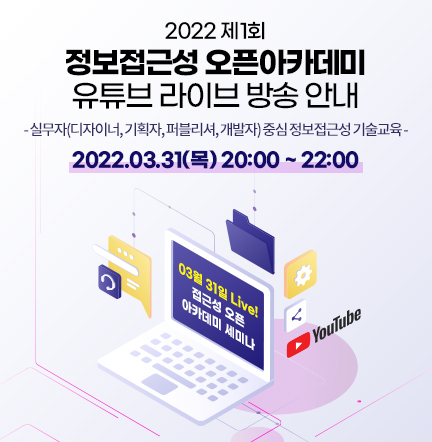 2022 제1회
정보접근성 오픈아카데미
유튜브 라이브 방송 안내
- 실무자(디자이너, 기획자, 퍼블리셔, 개발자) 중심 정보접근성 기술교육 -
2022.03.31(목) 20:00 ~ 22:00
03월 31일 Live!
접근성 오픈
아카데미 세미나
YouTube